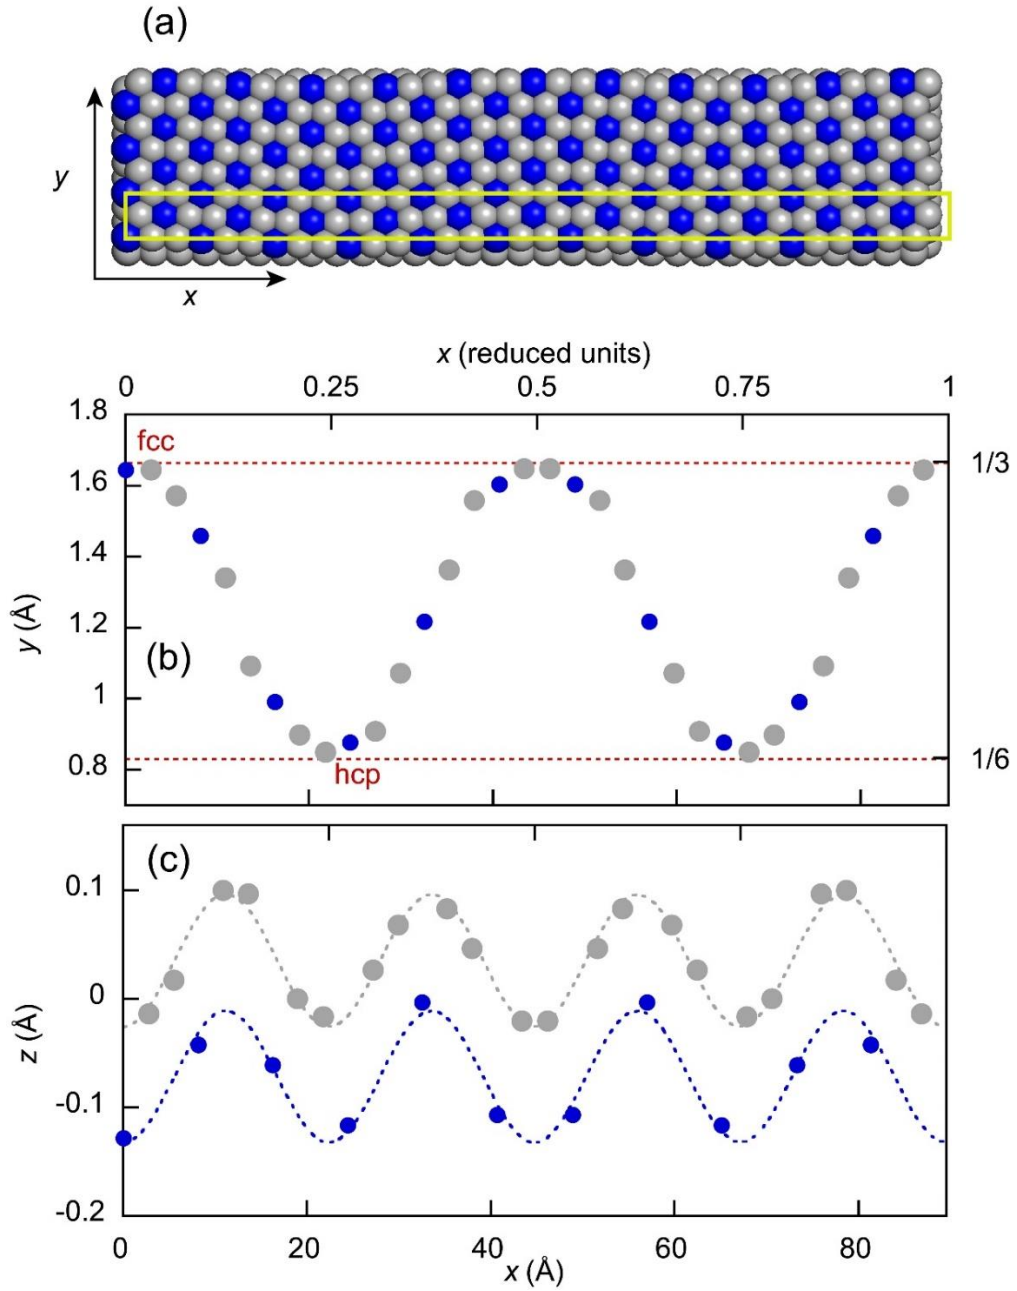 (a)
y
x
x (reduced units)
0 0.25 0.5 0.75 1
1.8
fcc
1/3
1.6
1.4
y (Å)
1.2
(b)
1
hcp
1/6
0.8
(c)
0.1
0
z (Å)
-0.1
-0.2
0 20 40 60 80
x (Å)